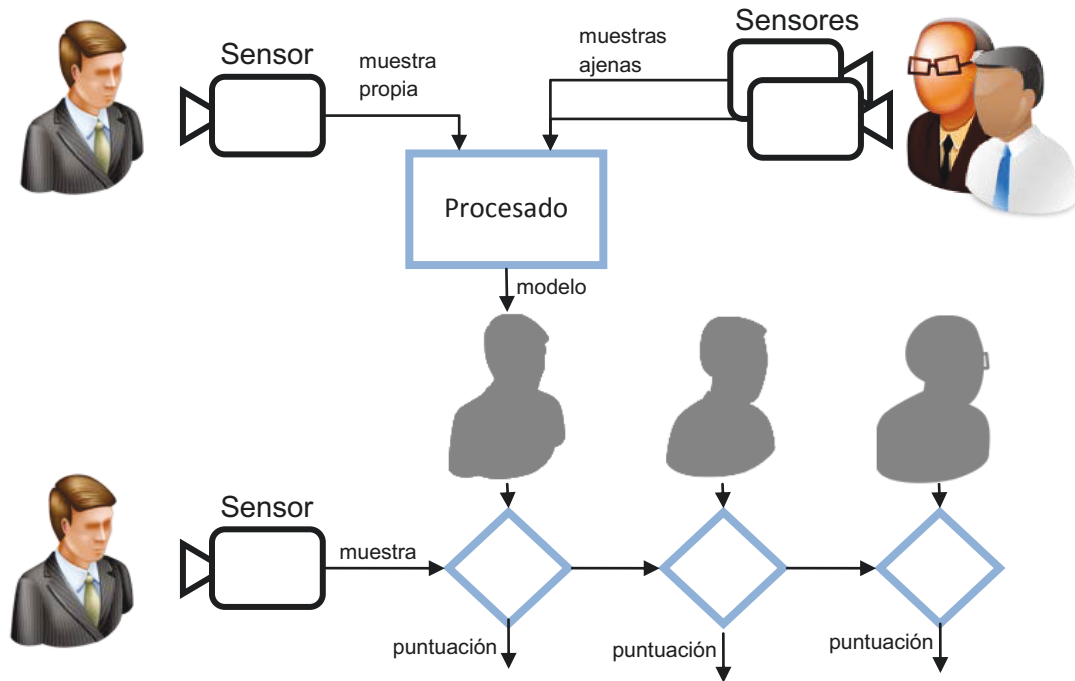 Sensor
muestra
propia
muestras
ajenas
Sensores
Procesado
modelo
Sensor
muestra
puntuación
puntuación
puntuación